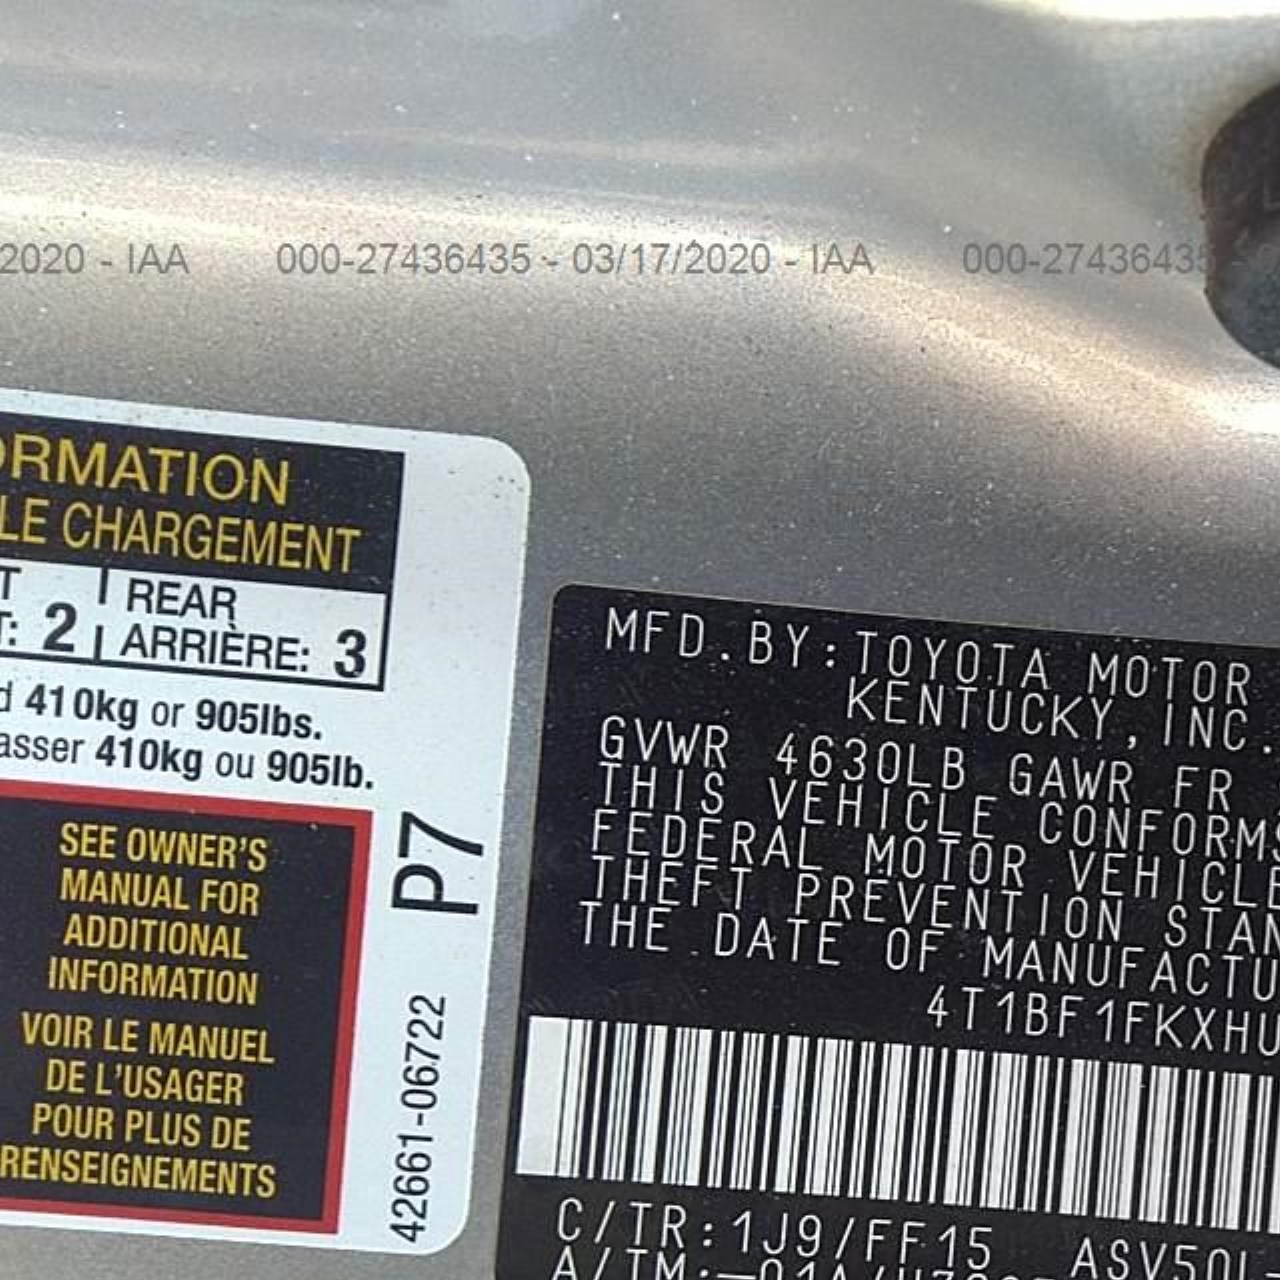 2020 - IAA 000-27436435 - 03/17/2020 - IAA 000-27436435
ORMATION
LE CHARGEMENT
T REAR
T: 2 ARRIÈRE: 3
d 410kg or 905lbs.
asser 410kg ou 905lb.
SEE OWNER'S
MANUAL FOR
ADDITIONAL
INFORMATION
VOIR LE MANUEL
DE L'USAGER
POUR PLUS DE
RENSEIGNEMENTS
P7
42661-06722
MFD.BY:TOYOTA MOTOR
KENTUCKY,INC.
GVWR 4630LB GAWR FR
THIS VEHICLE CONFORMS
FEDERAL MOTOR VEHICLE
THEFT PREVENTION STAN
THE DATE OF MANUFACTU
4T1BF1FKXHU
C/TR:1J9/FF15 ASV50L-
A/TM: